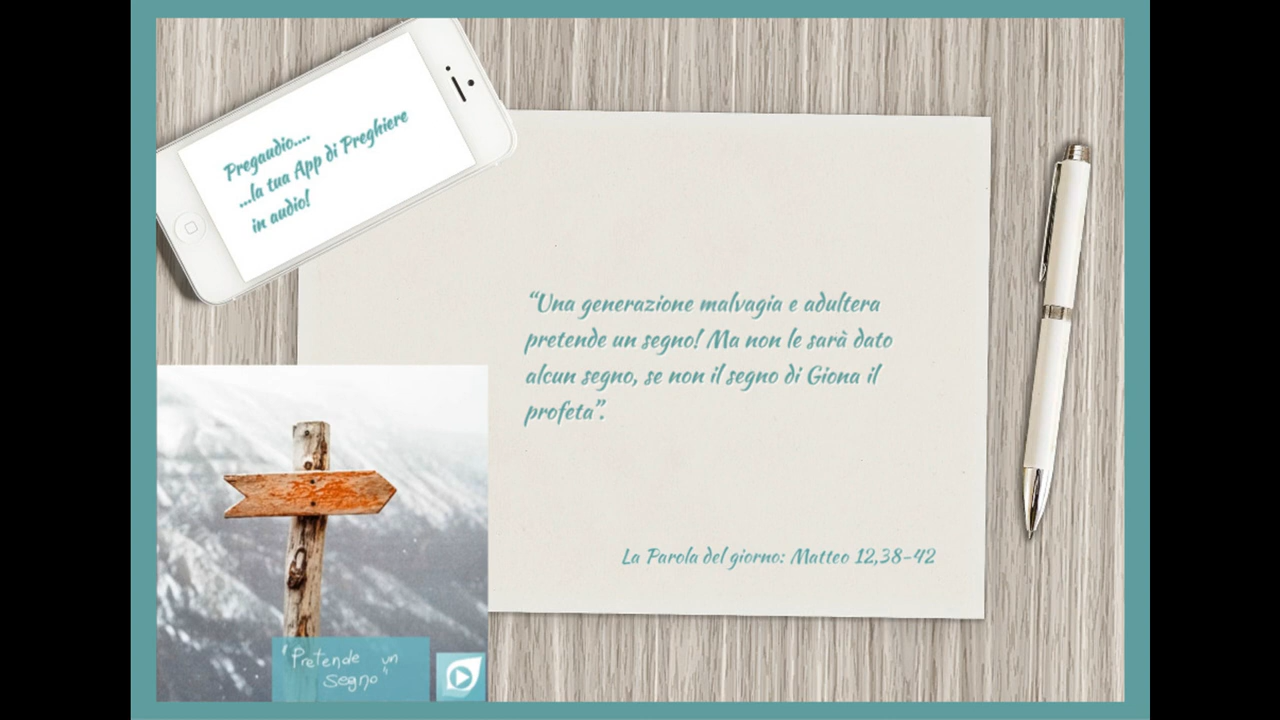 Pregaudio....
...la tua App di Preghiere
in audio!
“Una generazione malvagia e adultera
pretende un segno! Ma non le sarà dato
alcun segno, se non il segno di Giona il
profeta”.
La Parola del giorno: Matteo 12,38-42
"Pretende un
segno"